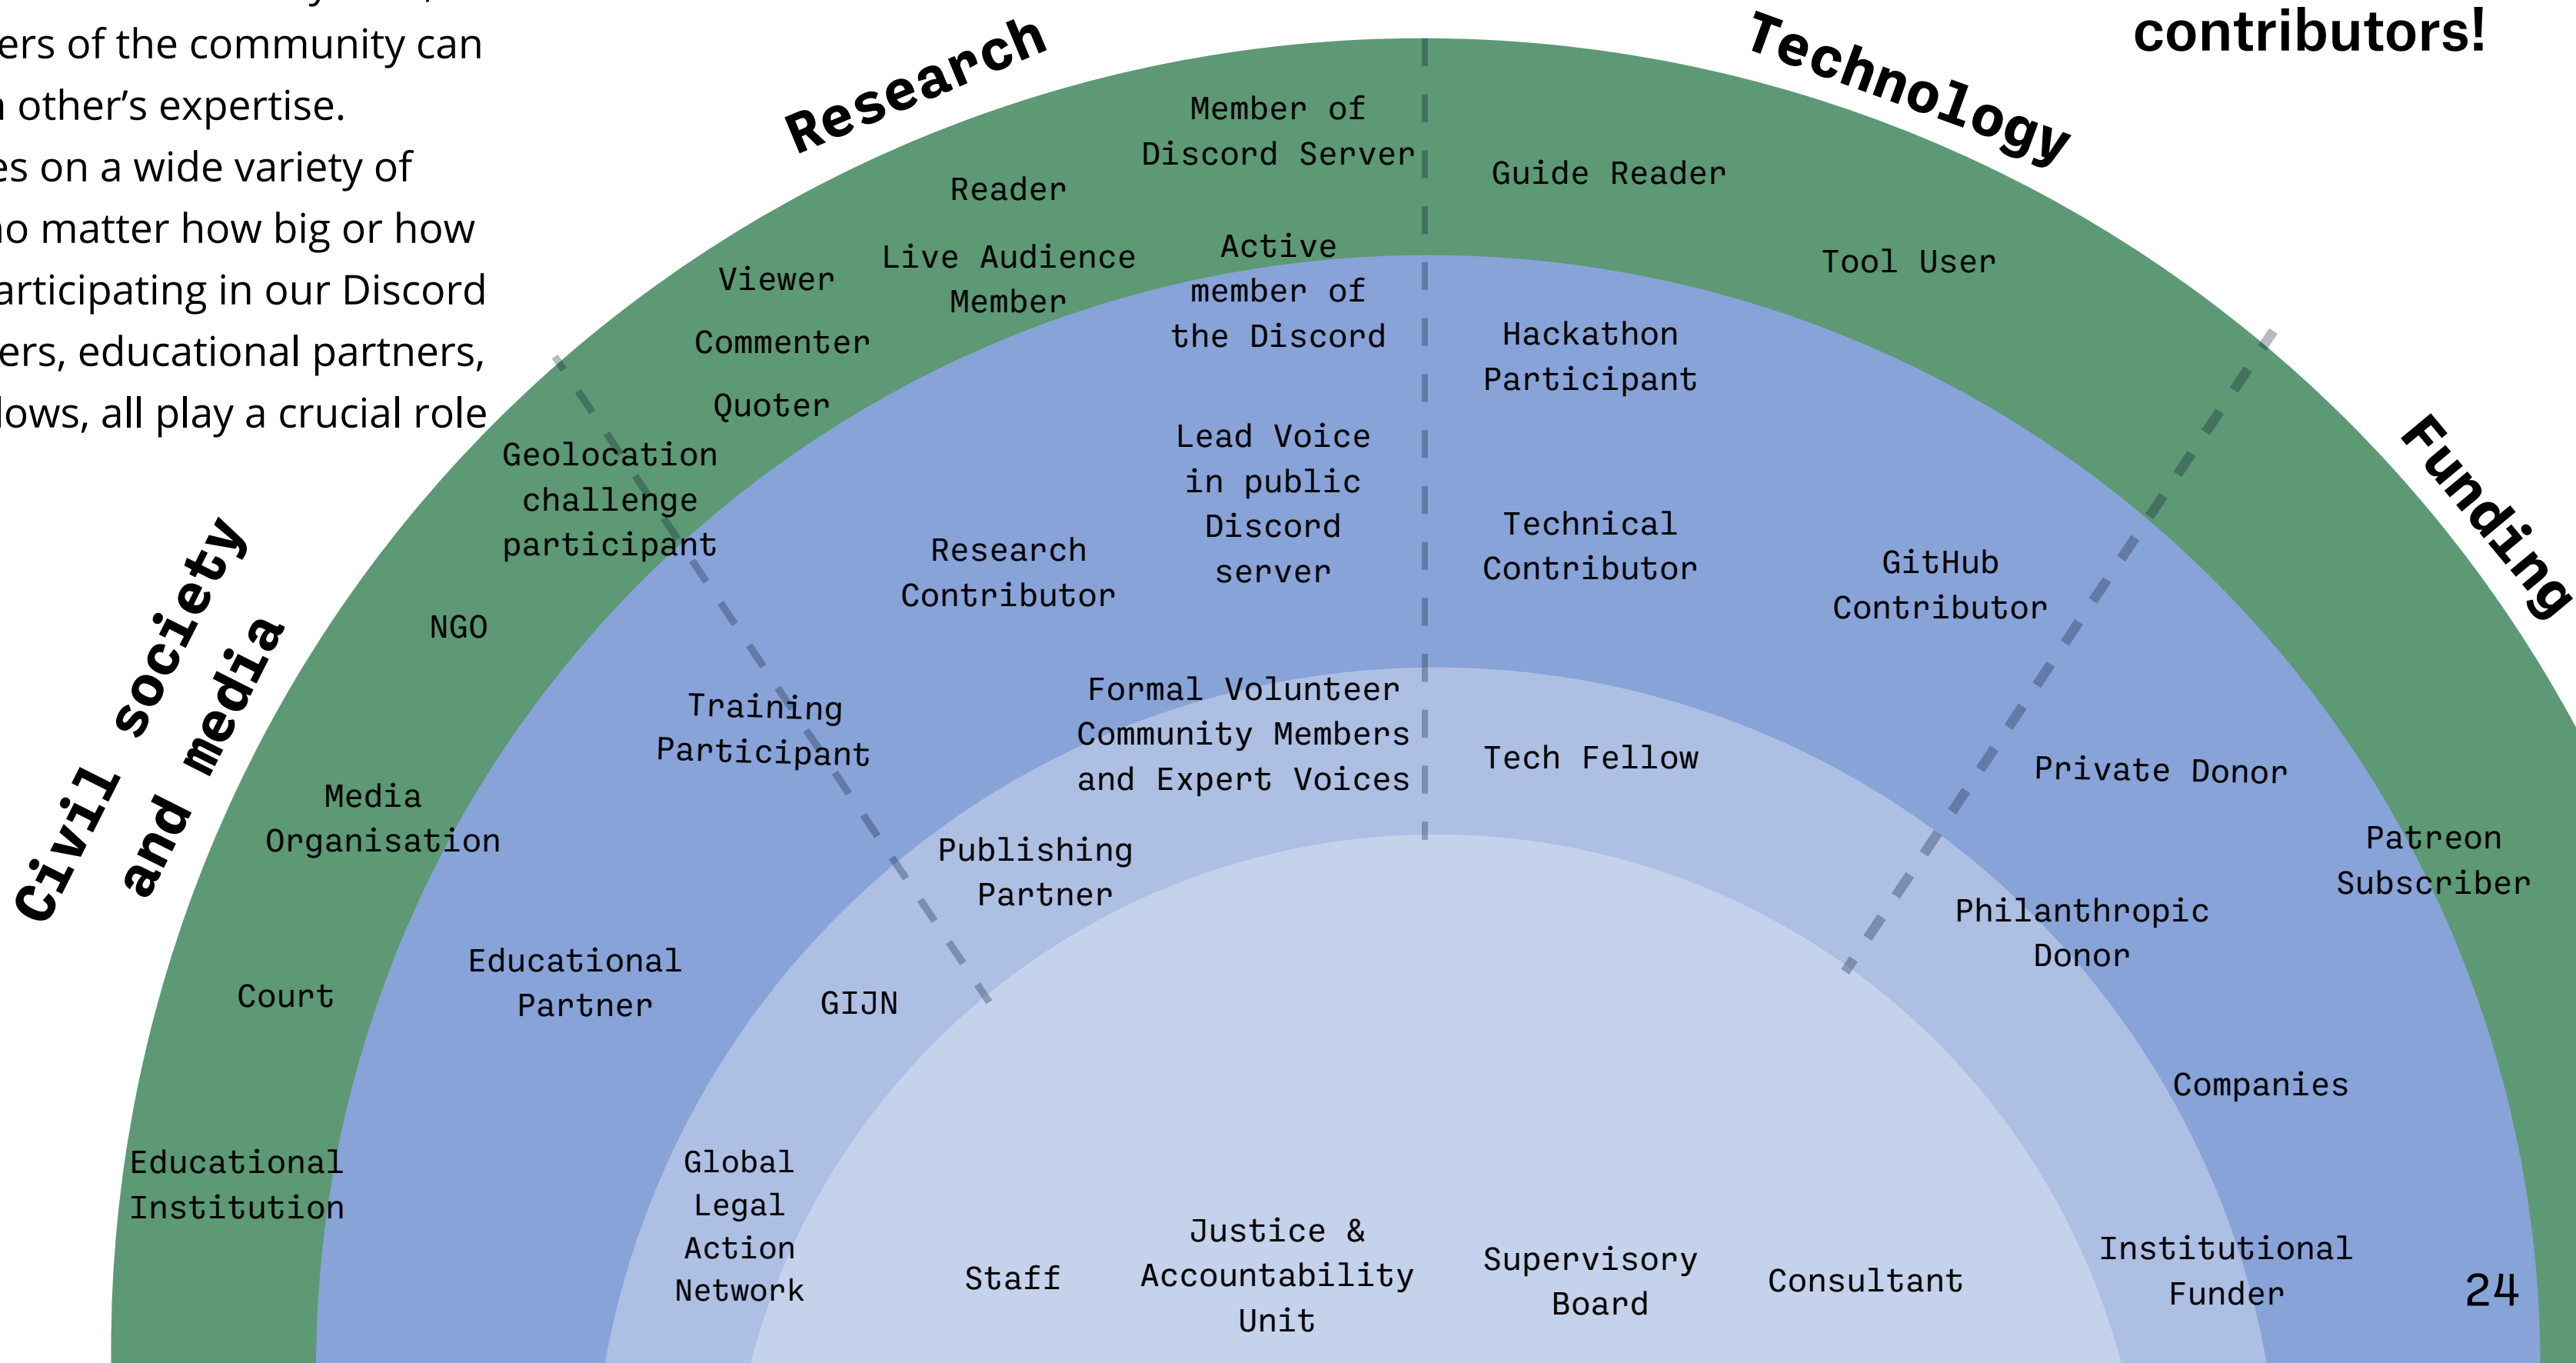 ers of the community can
other's expertise.
es on a wide variety of
no matter how big or how
articipating in our Discord
ers, educational partners,
lows, all play a crucial role
contributors!
Research
Technology
Funding
Civil society
and media
Member of
Discord Server
Reader
Live Audience
Member
Viewer
Commenter
Quoter
Active
member of
the Discord
Geolocation
challenge
participant
Lead Voice
in public
Discord
server
Research
Contributor
Training
Participant
Formal Volunteer
Community Members
and Expert Voices
Publishing
Partner
Guide Reader
Tool User
Hackathon
Participant
Technical
Contributor
GitHub
Contributor
Tech Fellow
Private Donor
Patreon
Subscriber
Philanthropic
Donor
Companies
Institutional
Funder
NGO
Media
Organisation
Court
Educational
Partner
GIJN
Educational
Institution
Global
Legal
Action
Network
Staff
Justice &
Accountability
Unit
Supervisory
Board
Consultant
24